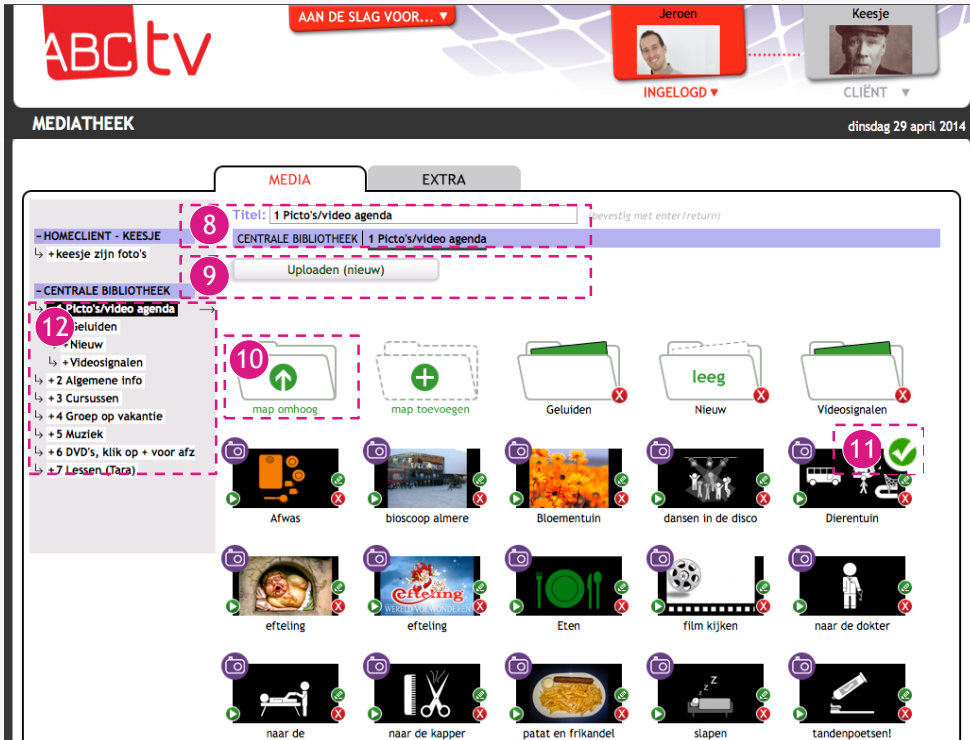 ABC tv
AAN DE SLAG VOOR... ▼
Jeroen
INGELOGD ▼
Keesje
CLIËNT ▼
MEDIATHEEK
dinsdag 29 april 2014
MEDIA
EXTRA
8
Titel: 1 Picto's/video agenda
(bevestig met enter/return)
CENTRALE BIBLIOTHEEK 1 Picto's/video agenda
9
Uploaden (nieuw)
– HOMECLIENT - KEESJE
+ keesje zijn foto's
– CENTRALE BIBLIOTHEEK
12
Picto's/video agenda
Geluiden
+ Nieuw
+ Videosignalen
+ 2 Algemene info
+ 3 Cursussen
+ 4 Groep op vakantie
+ 5 Muziek
+ 6 DVD's, klik op + voor afz
+ 7 Lessen (Tara)
10
map omhoog
map toevoegen
Geluiden
leeg
Nieuw
Videosignalen
11
Afwas
bioscoop almere
Bloementuin
dansen in de disco
Dierentuin
efteling
Efteling
WERELD VOL WONDEREN
efteling
Eten
film kijken
naar de dokter
naar de
naar de kapper
patat en frikandel
z z z
slapen
tandenpoetsen!